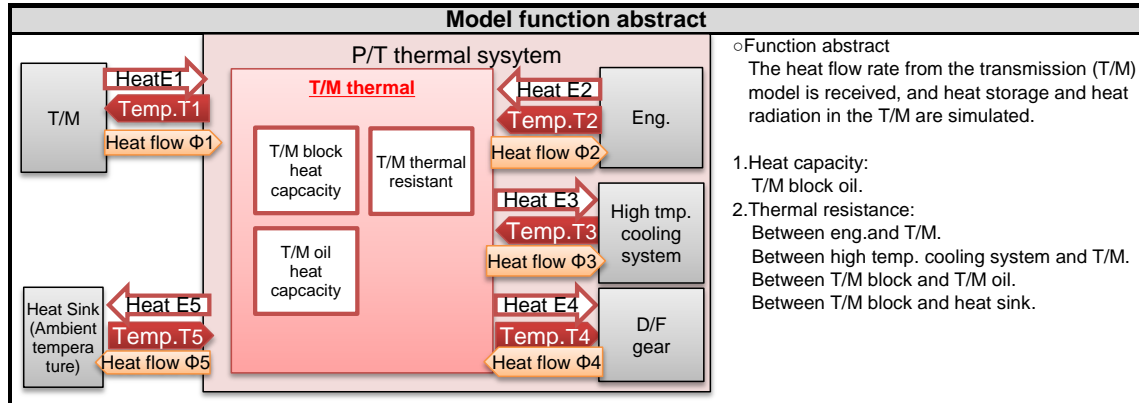 Model function abstract
P/T thermal sysytem
T/M
HeatE1
Temp.T1
Heat flow Φ1
T/M thermal
T/M block
heat
capcacity
T/M thermal
resistant
T/M oil
heat
capcacity
Heat E2
Temp.T2
Heat flow Φ2
Eng.
Heat E3
Temp.T3
Heat flow Φ3
High tmp.
cooling
system
Heat E4
Temp.T4
Heat flow Φ4
D/F
gear
Heat Sink
(Ambient
tempera
ture)
Heat E5
Temp.T5
Heat flow Φ5
○Function abstract
The heat flow rate from the transmission (T/M)
model is received, and heat storage and heat
radiation in the T/M are simulated.
1.Heat capacity:
T/M block oil.
2.Thermal resistance:
Between eng.and T/M.
Between high temp. cooling system and T/M.
Between T/M block and T/M oil.
Between T/M block and heat sink.